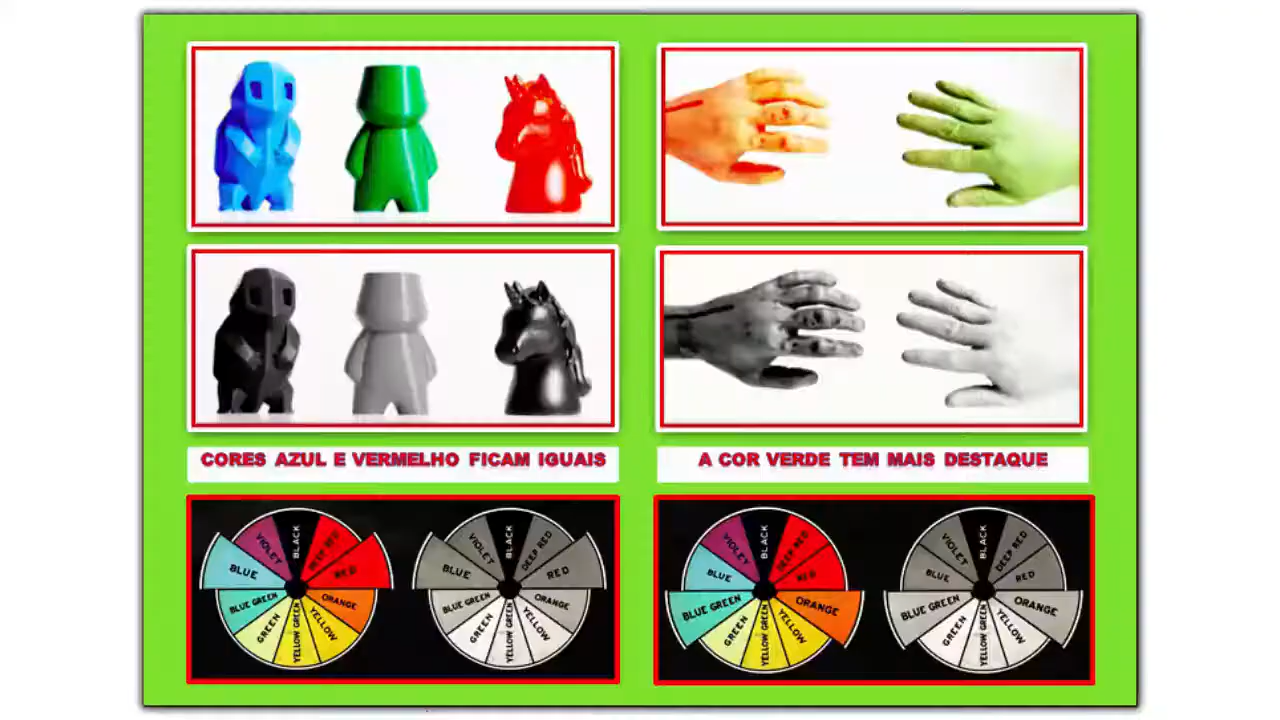 CORES AZUL E VERMELHO FICAM IGUAIS
A COR VERDE TEM MAIS DESTAQUE
BLACK
DEEP RED
RED
ORANGE
YELLOW
YELLOW GREEN
GREEN
BLUE GREEN
BLUE
VIOLET
BLACK
DEEP RED
RED
ORANGE
YELLOW
YELLOW GREEN
GREEN
BLUE GREEN
BLUE
VIOLET
BLACK
DEEP RED
RED
ORANGE
YELLOW
YELLOW GREEN
GREEN
BLUE GREEN
BLUE
VIOLET
BLACK
DEEP RED
RED
ORANGE
YELLOW
YELLOW GREEN
GREEN
BLUE GREEN
BLUE
VIOLET